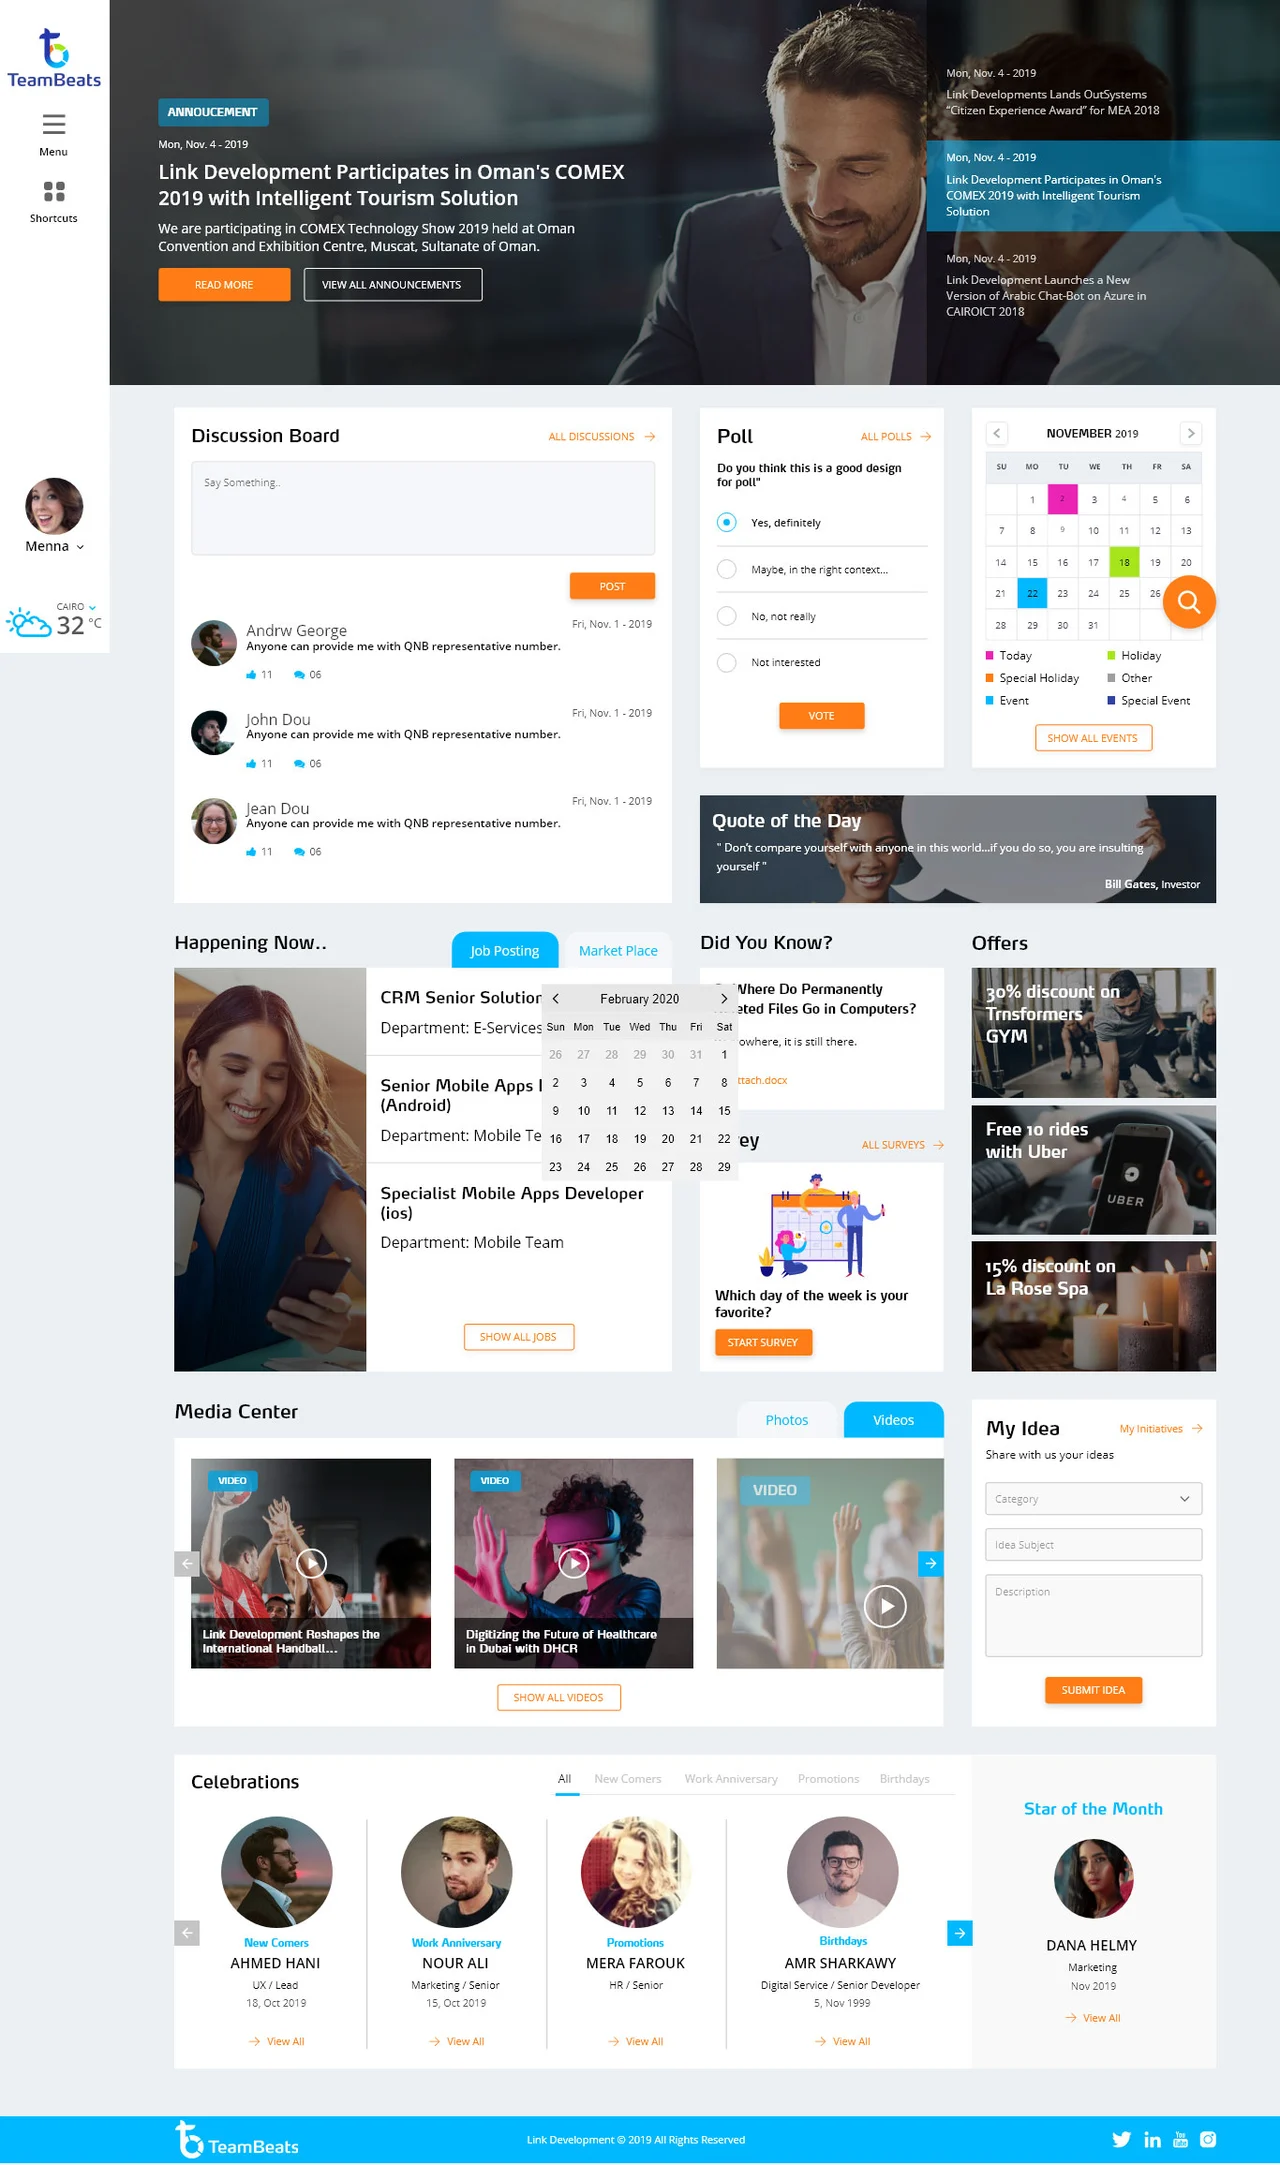 TeamBeats
Menu
Shortcuts
Menna
CAIRO
32 °C
ANNOUCEMENT
Mon, Nov. 4 - 2019
Link Development Participates in Oman's COMEX
2019 with Intelligent Tourism Solution
We are participating in COMEX Technology Show 2019 held at Oman
Convention and Exhibition Centre, Muscat, Sultanate of Oman.
READ MORE
VIEW ALL ANNOUNCEMENTS
Mon, Nov. 4 - 2019
Link Developments Lands OutSystems
“Citizen Experience Award” for MEA 2018
Mon, Nov. 4 - 2019
Link Development Participates in Oman's
COMEX 2019 with Intelligent Tourism
Solution
Mon, Nov. 4 - 2019
Link Development Launches a New
Version of Arabic Chat-Bot on Azure in
CAIROICT 2018
Discussion Board
ALL DISCUSSIONS
Say Something..
POST
Andrw George
Fri, Nov. 1 - 2019
Anyone can provide me with QNB representative number.
11 06
John Dou
Fri, Nov. 1 - 2019
Anyone can provide me with QNB representative number.
11 06
Jean Dou
Fri, Nov. 1 - 2019
Anyone can provide me with QNB representative number.
11 06
Poll
ALL POLLS
Do you think this is a good design
for poll"
Yes, definitely
Maybe, in the right context...
No, not really
Not interested
VOTE
NOVEMBER 2019
SU MO TU WE TH FR SA
1 2 3 4 5 6
7 8 9 10 11 12 13
14 15 16 17 18 19 20
21 22 23 24 25 26
28 29 30 31
Today Holiday
Special Holiday Other
Event Special Event
SHOW ALL EVENTS
Quote of the Day
" Don't compare yourself with anyone in this world...if you do so, you are insulting
yourself "
Bill Gates, Investor
Happening Now..
Job Posting
Market Place
CRM Senior Solution
Department: E-Services
Senior Mobile Apps
(Android)
Department: Mobile Te
Specialist Mobile Apps Developer
(ios)
Department: Mobile Team
SHOW ALL JOBS
February 2020
Sun Mon Tue Wed Thu Fri Sat
26 27 28 29 30 31 1
2 3 4 5 6 7 8
9 10 11 12 13 14 15
16 17 18 19 20 21 22
23 24 25 26 27 28 29
Did You Know?
Where Do Permanently
eted Files Go in Computers?
owhere, it is still there.
ttach.docx
ey
ALL SURVEYS
Which day of the week is your
favorite?
START SURVEY
Offers
30% discount on
Trnsformers
GYM
Free 10 rides
with Uber
UBER
15% discount on
La Rose Spa
Media Center
Photos
Videos
VIDEO
Link Development Reshapes the
International Handball...
VIDEO
Digitizing the Future of Healthcare
in Dubai with DHCR
VIDEO
SHOW ALL VIDEOS
My Idea
My Initiatives
Share with us your ideas
Category
Idea Subject
Description
SUBMIT IDEA
Celebrations
All New Comers Work Anniversary Promotions Birthdays
New Comers
AHMED HANI
UX / Lead
18, Oct 2019
View All
Work Anniversary
NOUR ALI
Marketing / Senior
15, Oct 2019
View All
Promotions
MERA FAROUK
HR / Senior
View All
Birthdays
AMR SHARKAWY
Digital Service / Senior Developer
5, Nov 1999
View All
Star of the Month
DANA HELMY
Marketing
Nov 2019
View All
TeamBeats
Link Development © 2019 All Rights Reserved
You
Tube